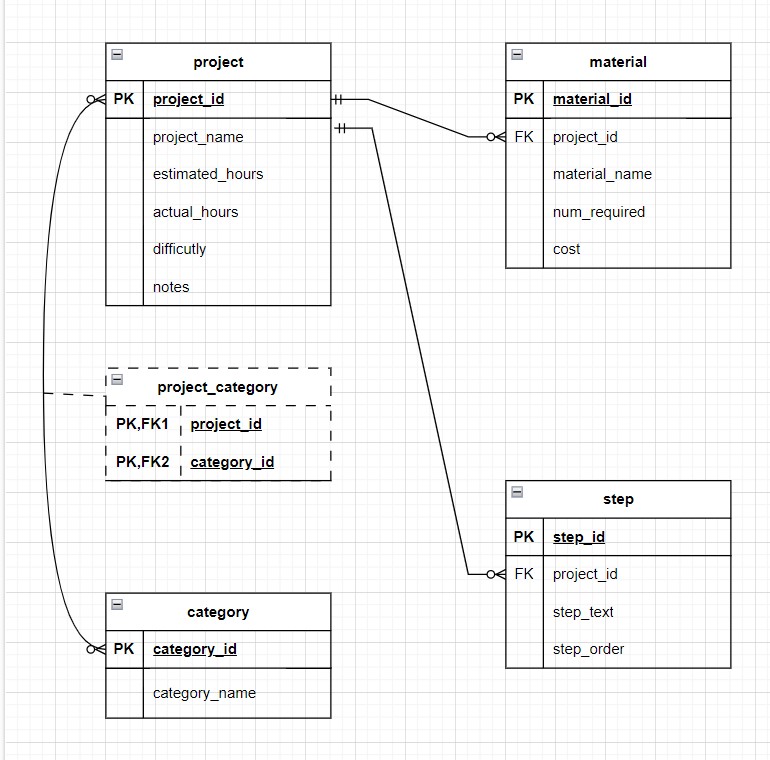 project
PK project_id
project_name
estimated_hours
actual_hours
difficutly
notes
material
PK material_id
FK project_id
material_name
num_required
cost
project_category
PK,FK1 project_id
PK,FK2 category_id
step
PK step_id
FK project_id
step_text
step_order
category
PK category_id
category_name